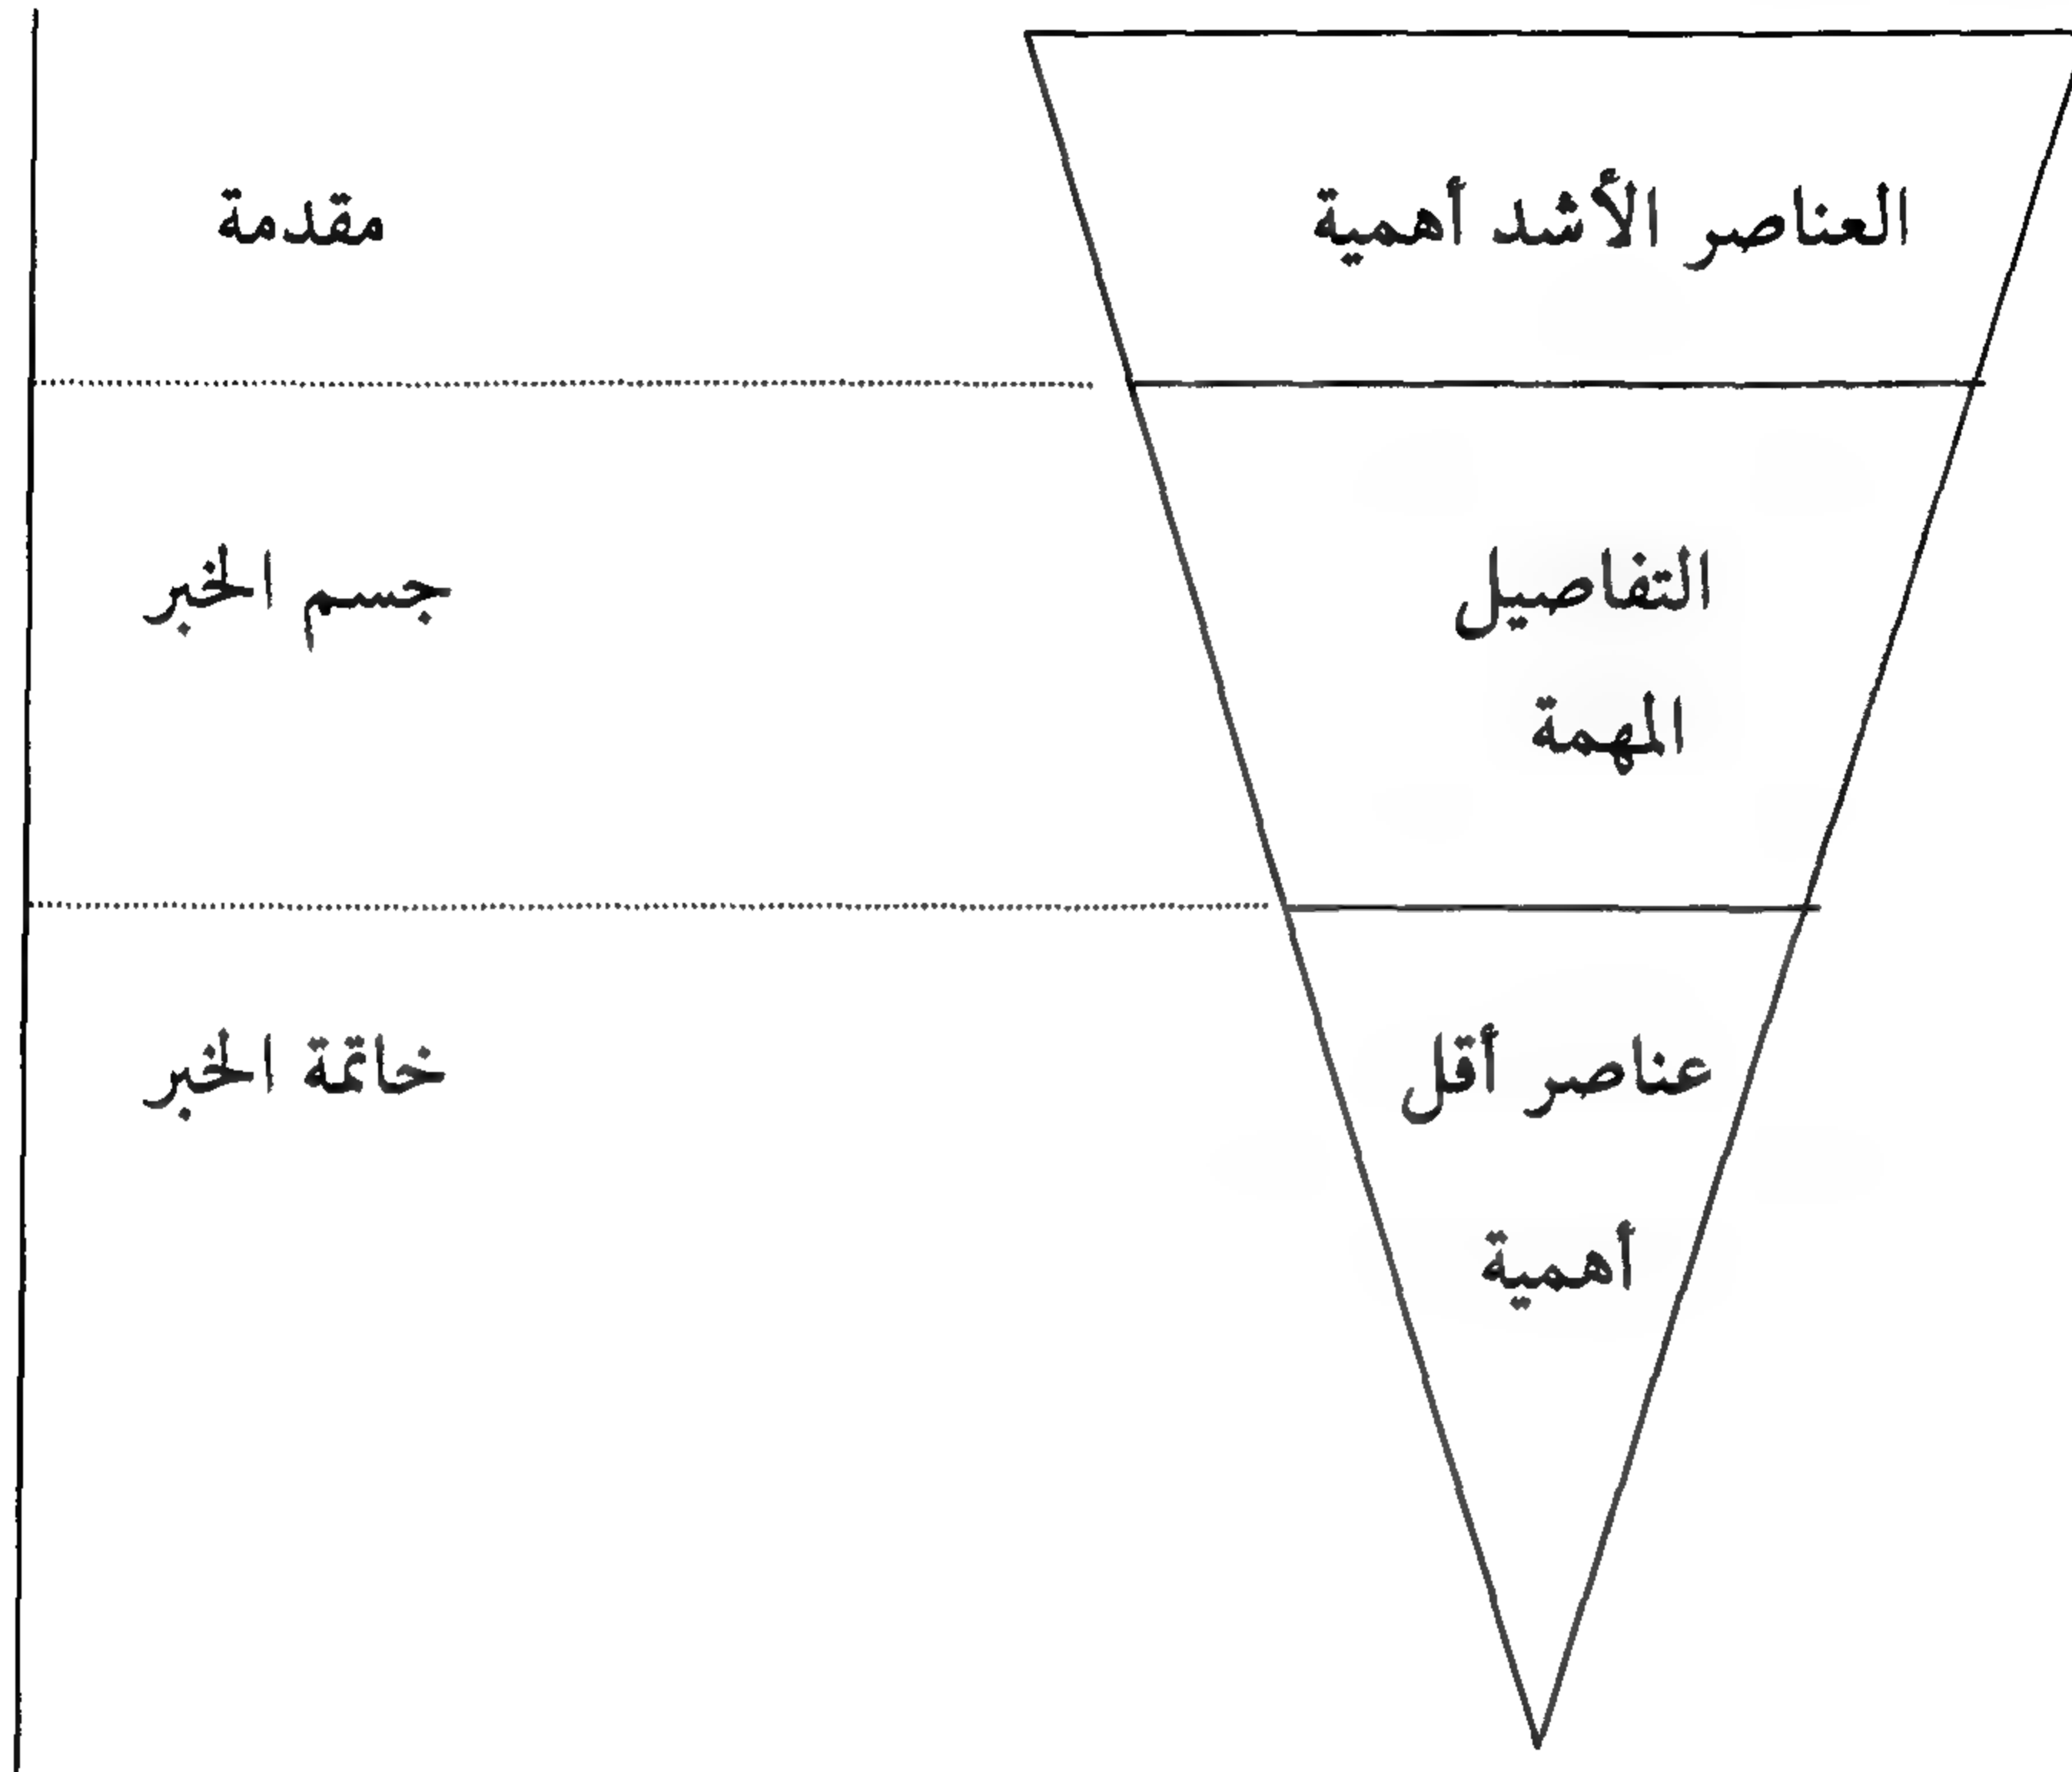 العناصر الأشد أهمية
مقدمة
التفاصيل
المهمة
جسم الخبر
عناصر أقل
أهمية
خاتمة الخبر